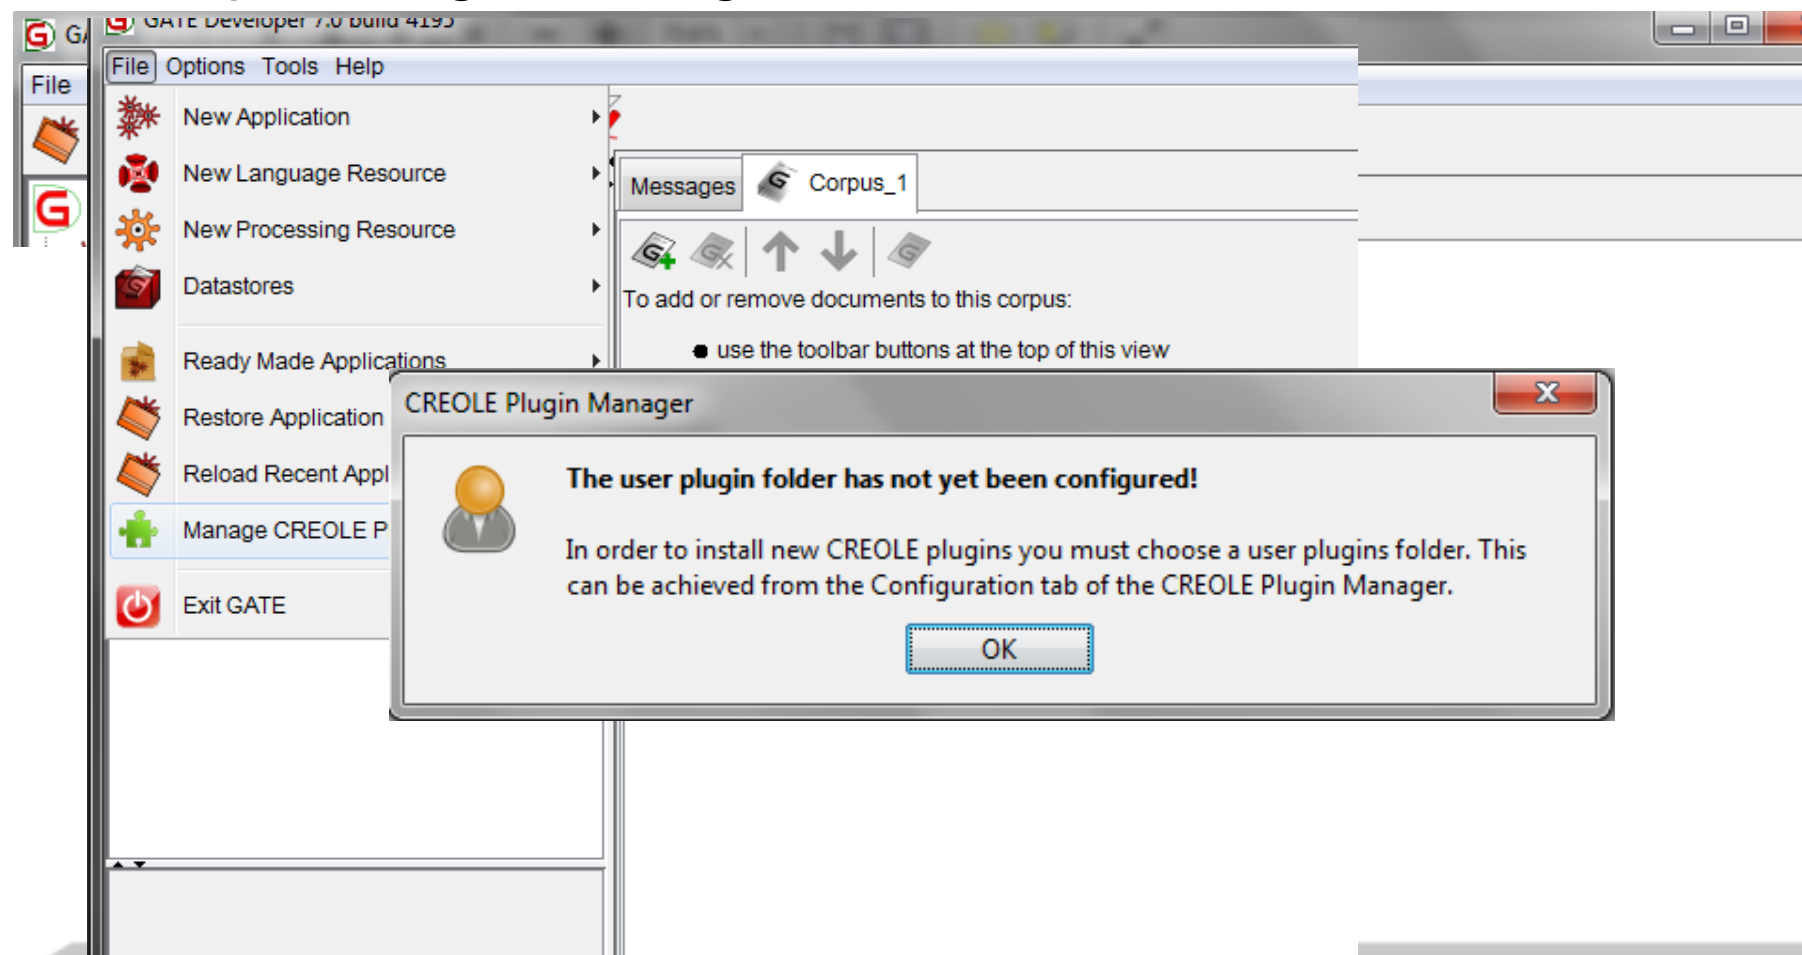 GATE Developer 7.0 build 4195
File
File Options Tools Help
New Application
New Language Resource
New Processing Resource
Datastores
Ready Made Applications
Restore Application
Reload Recent Appl
Manage CREOLE P
Exit GATE
Messages
Corpus_1
To add or remove documents to this corpus:
use the toolbar buttons at the top of this view
CREOLE Plugin Manager
The user plugin folder has not yet been configured!
In order to install new CREOLE plugins you must choose a user plugins folder. This
can be achieved from the Configuration tab of the CREOLE Plugin Manager.
OK